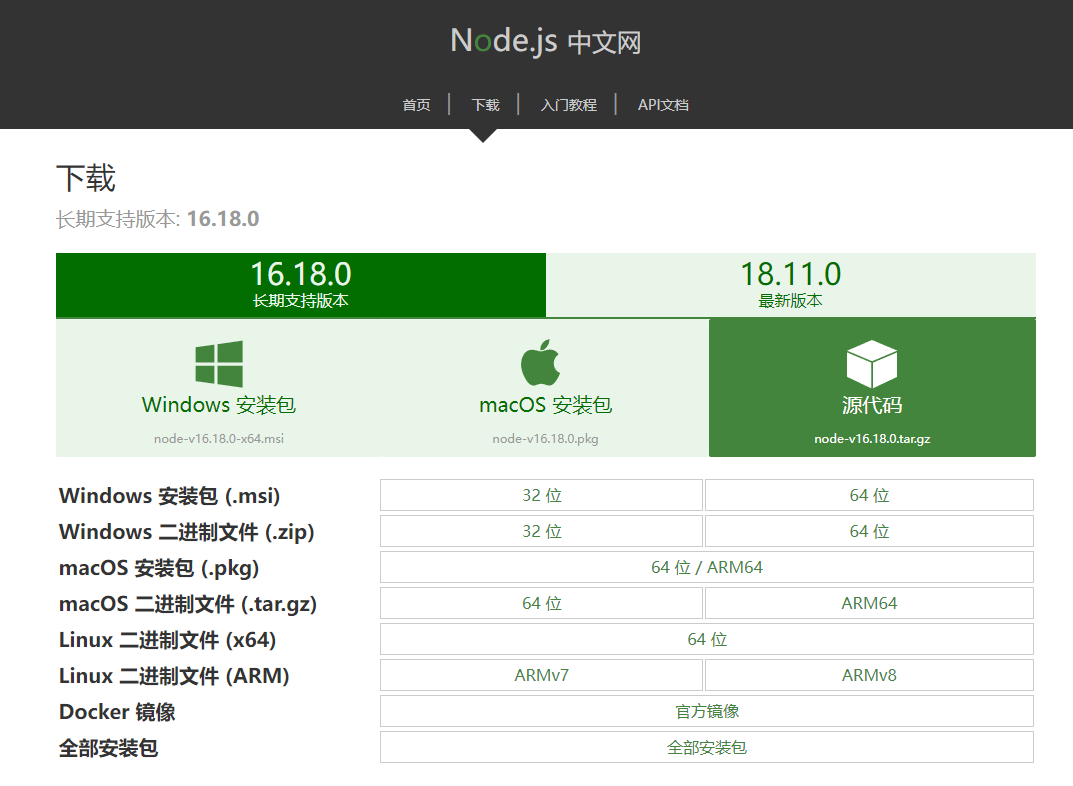 Node.js 中文网
首页 下载 入门教程 API文档
下载
长期支持版本: 16.18.0
16.18.0 18.11.0
长期支持版本 最新版本
Windows 安装包 macOS 安装包 源代码
node-v16.18.0-x64.msi node-v16.18.0.pkg node-v16.18.0.tar.gz
Windows 安装包 (.msi) 32 位 64 位
Windows 二进制文件 (.zip) 32 位 64 位
macOS 安装包 (.pkg) 64 位 / ARM64
macOS 二进制文件 (.tar.gz) 64 位 ARM64
Linux 二进制文件 (x64) 64 位
Linux 二进制文件 (ARM) ARMv7 ARMv8
Docker 镜像 官方镜像
全部安装包 全部安装包